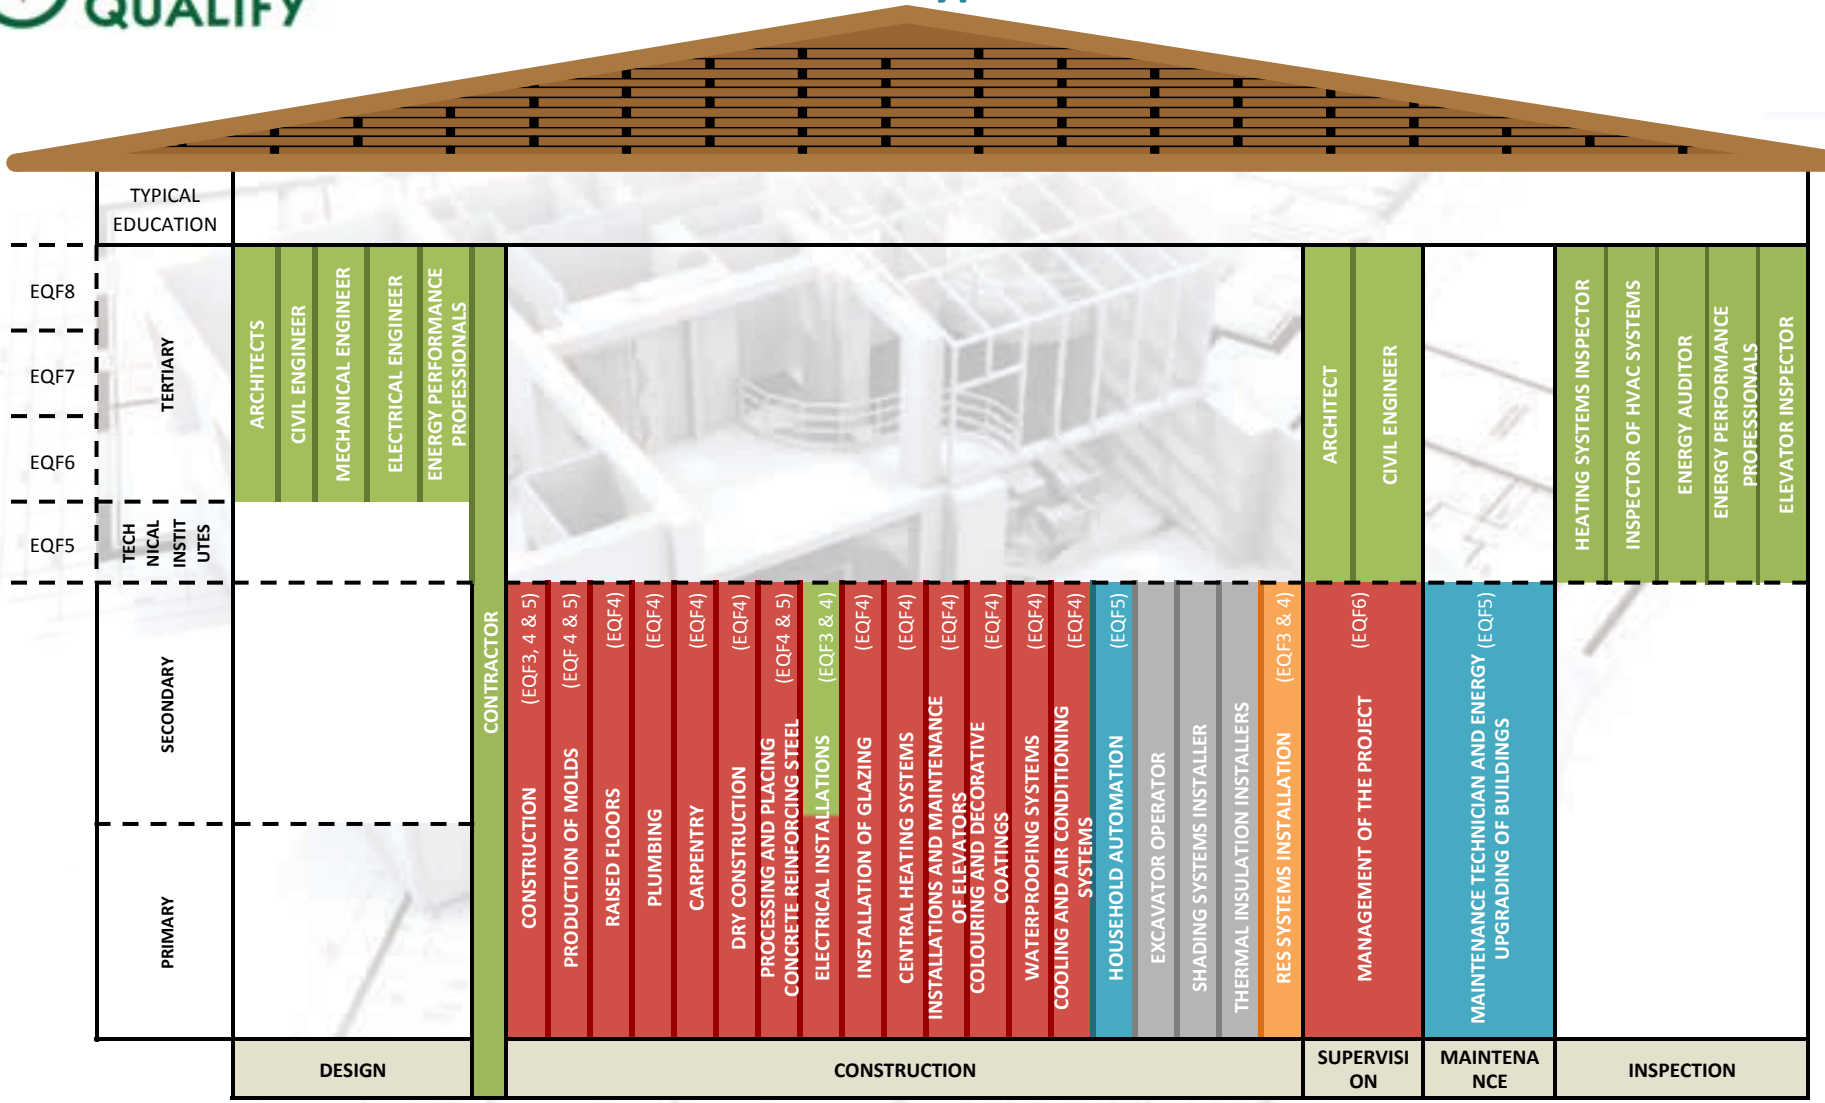 QUALIFY
TYPICAL
EDUCATION
EQF8
EQF7
EQF6
EQF5
TERTIARY
TECH
NICAL
INSTIT
UTES
SECONDARY
PRIMARY
ARCHITECTS
CIVIL ENGINEER
MECHANICAL ENGINEER
ELECTRICAL ENGINEER
ENERGY PERFORMANCE
PROFESSIONALS
CONTRACTOR
CONSTRUCTION (EQF3, 4 & 5)
PRODUCTION OF MOLDS (EQF 4 & 5)
RAISED FLOORS (EQF4)
PLUMBING (EQF4)
CARPENTRY (EQF4)
DRY CONSTRUCTION (EQF4)
PROCESSING AND PLACING
CONCRETE REINFORCING STEEL (EQF4 & 5)
ELECTRICAL INSTALLATIONS (EQF3 & 4)
INSTALLATION OF GLAZING (EQF4)
CENTRAL HEATING SYSTEMS (EQF4)
INSTALLATIONS AND MAINTENANCE (EQF4)
OF ELEVATORS
COLOURING AND DECORATIVE (EQF4)
COATINGS
WATERPROOFING SYSTEMS (EQF4)
COOLING AND AIR CONDITIONING (EQF4)
SYSTEMS
HOUSEHOLD AUTOMATION (EQF5)
EXCAVATOR OPERATOR
SHADING SYSTEMS INSTALLER
THERMAL INSULATION INSTALLERS
RES SYSTEMS INSTALLATION (EQF3 & 4)
ARCHITECT
CIVIL ENGINEER
MANAGEMENT OF THE PROJECT (EQF6)
MAINTENANCE TECHNICIAN AND ENERGY (EQF5)
UPGRADING OF BUILDINGS
HEATING SYSTEMS INSPECTOR
INSPECTOR OF HVAC SYSTEMS
ENERGY AUDITOR
ENERGY PERFORMANCE
PROFESSIONALS
ELEVATOR INSPECTOR
DESIGN
CONSTRUCTION
SUPERVISI
ON
MAINTENA
NCE
INSPECTION